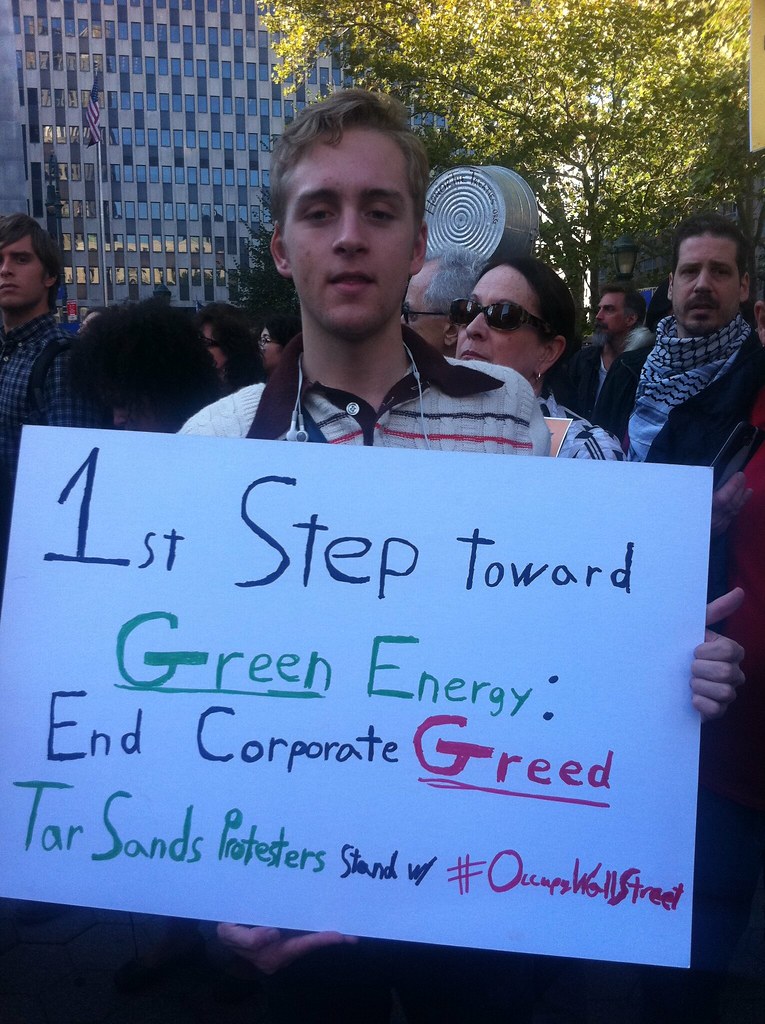 1st Step toward
Green Energy:
End Corporate Greed
Tar Sands Protesters Stand w/ #OccupyWallStreet